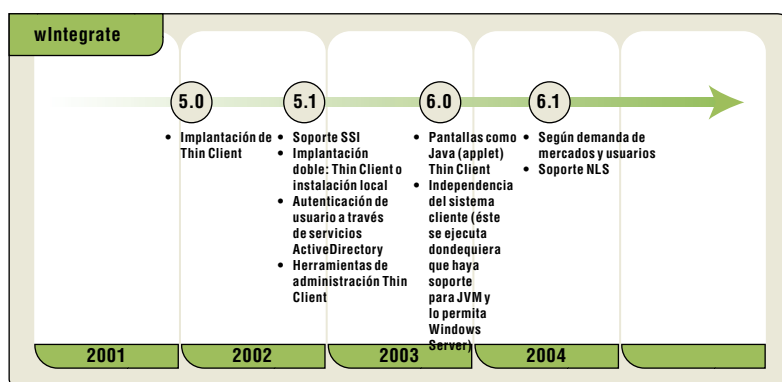 wIntegrate
5.0
5.1
6.0
6.1
• Implantación de
Thin Client
• Soporte SSI
• Implantación
doble: Thin Client o
instalación local
• Autenticación de
usuario a través
de servicios
ActiveDirectory
• Herramientas de
administración Thin
Client
• Pantallas como
Java (applet)
Thin Client
• Independencia
del sistema
cliente (éste
se ejecuta
dondequiera
que haya
soporte
para JVM y
lo permita
Windows
Server)
• Según demanda de
mercados y usuarios
• Soporte NLS
2001
2002
2003
2004